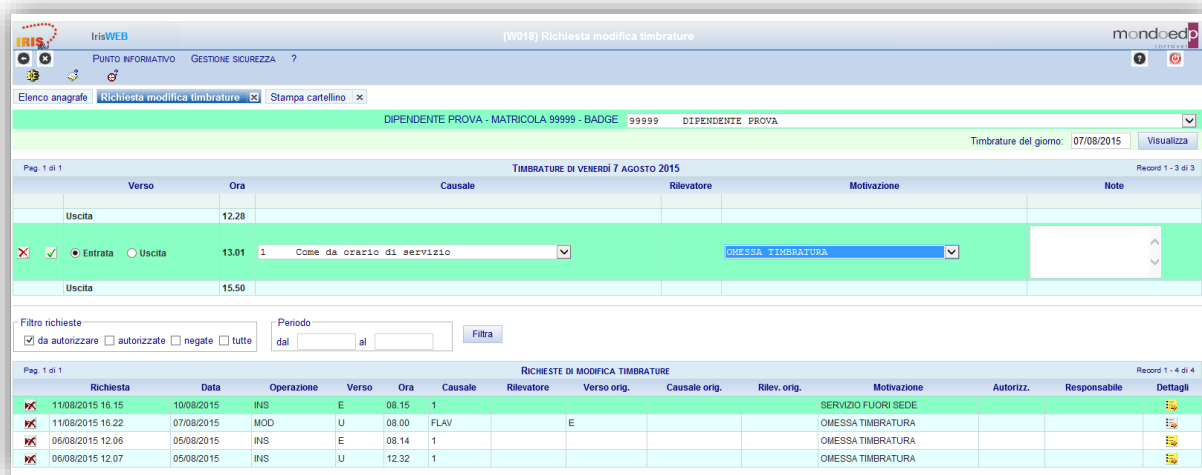 IRIS WEB IrisWEB (W018) Richiesta modifica timbrature mondoedp
SOFTWARE
PUNTO INFORMATIVO GESTIONE SICUREZZA ?
Elenco anagrafe Richiesta modifica timbrature Stampa cartellino
DIPENDENTE PROVA - MATRICOLA 99999 - BADGE 99999 DIPENDENTE PROVA
Timbrature del giorno: 07/08/2015 Visualizza
Pag. 1 di 1 TIMBRATURE DI VENERDÌ 7 AGOSTO 2015 Record 1 - 3 di 3
Verso Ora Causale Rilevatore Motivazione Note
Uscita 12.28
Entrata Uscita 13.01 1 Come da orario di servizio OMESSA TIMBRATURA
Uscita 15.50
Filtro richieste Periodo
da autorizzare autorizzate negate tutte dal al Filtra
Pag. 1 di 1 RICHIESTE DI MODIFICA TIMBRATURE Record 1 - 4 di 4
Richiesta Data Operazione Verso Ora Causale Rilevatore Verso orig. Causale orig. Rilev. orig. Motivazione Autorizz. Responsabile Dettagli
11/08/2015 16.15 10/08/2015 INS E 08.15 1 SERVIZIO FUORI SEDE
11/08/2015 16.22 07/08/2015 MOD U 08.00 FLAV E OMESSA TIMBRATURA
06/08/2015 12.06 05/08/2015 INS E 08.14 1 OMESSA TIMBRATURA
06/08/2015 12.07 05/08/2015 INS U 12.32 1 OMESSA TIMBRATURA